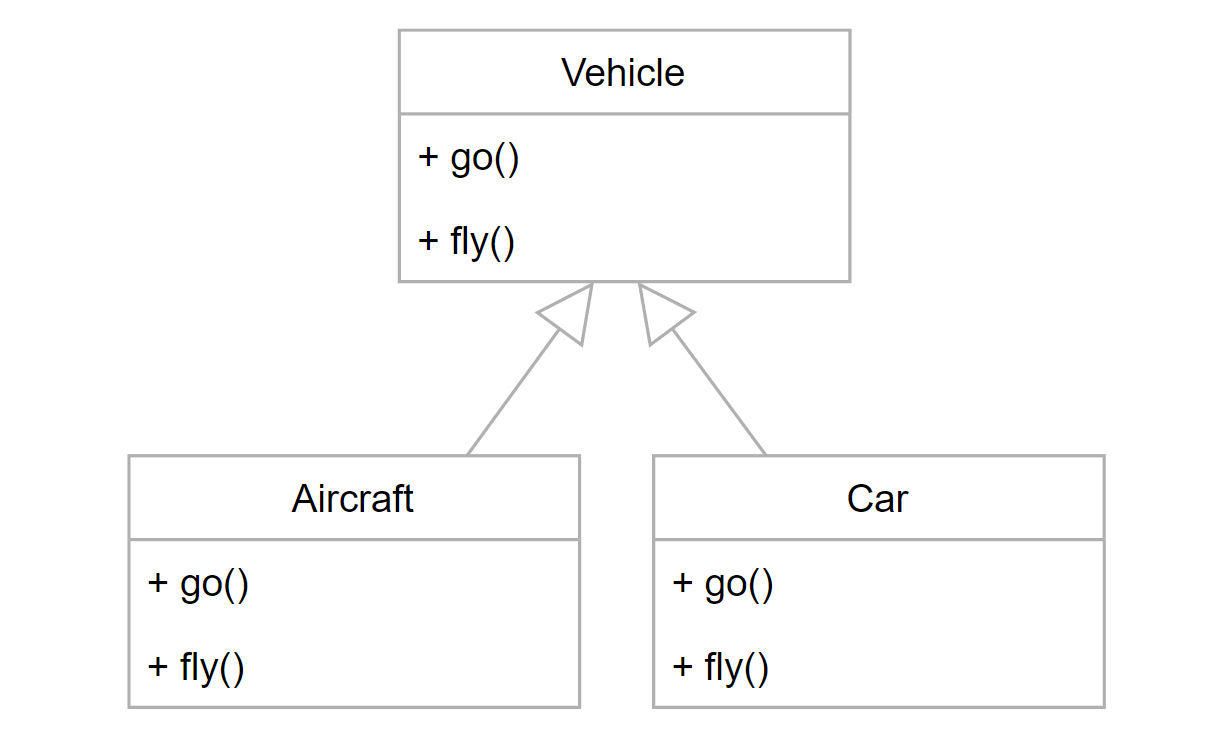 Vehicle
+ go()
+ fly()
Aircraft
+ go()
+ fly()
Car
+ go()
+ fly()